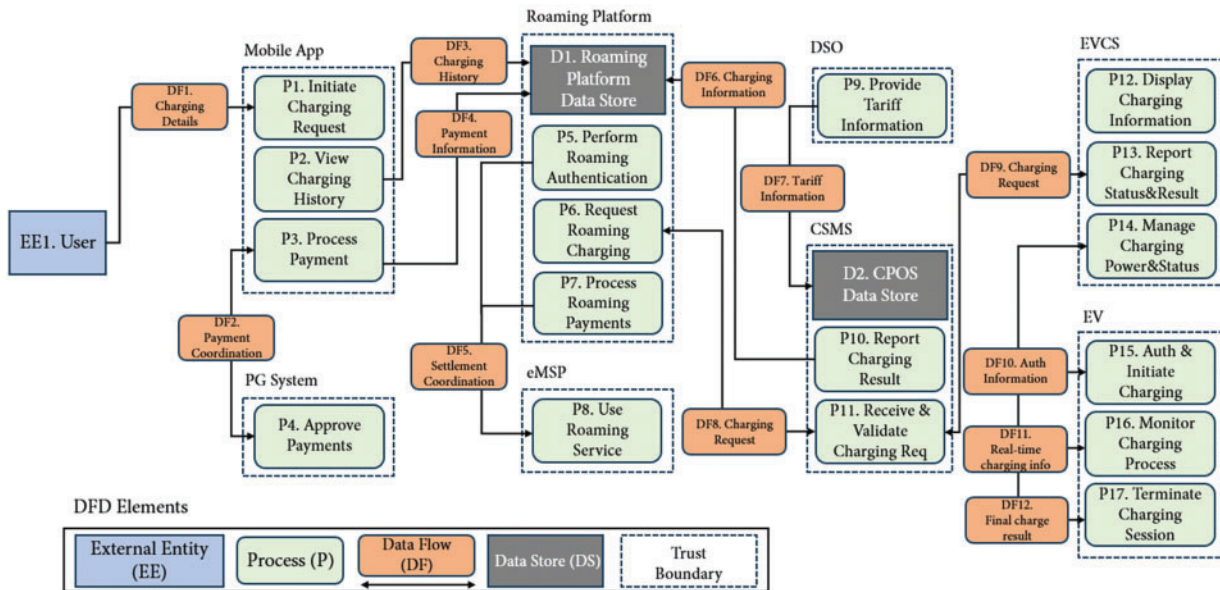 Roaming Platform
Mobile App
DSO
EVCS
DF3.
Charging
History
D1. Roaming
Platform
Data Store
DF6. Charging
Information
P9. Provide
Tariff
Information
P12. Display
Charging
Information
DF1.
Charging
Details
P1. Initiate
Charging
Request
DF4.
Payment
Information
P2. View
Charging
History
P5. Perform
Roaming
Authentication
DF7. Tariff
Information
DF9. Charging
Request
P13. Report
Charging
Status&Result
EE1. User
P3. Process
Payment
P6. Request
Roaming
Charging
CSMS
P14. Manage
Charging
Power&Status
D2. CPOS
Data Store
P7. Process
Roaming
Payments
DF2.
Payment
Coordination
EV
P10. Report
Charging
Result
DF5.
Settlement
Coordination
eMSP
DF10. Auth
Information
P15. Auth &
Initiate
Charging
PG System
P4. Approve
Payments
P8. Use
Roaming
Service
DF8. Charging
Request
P11. Receive &
Validate
Charging Req
DF11.
Real-time
charging info
P16. Monitor
Charging
Process
DF12.
Final charge
result
P17. Terminate
Charging
Session
DFD Elements
External Entity
(EE)
Process (P)
Data Flow
(DF)
Data Store (DS)
Trust
Boundary